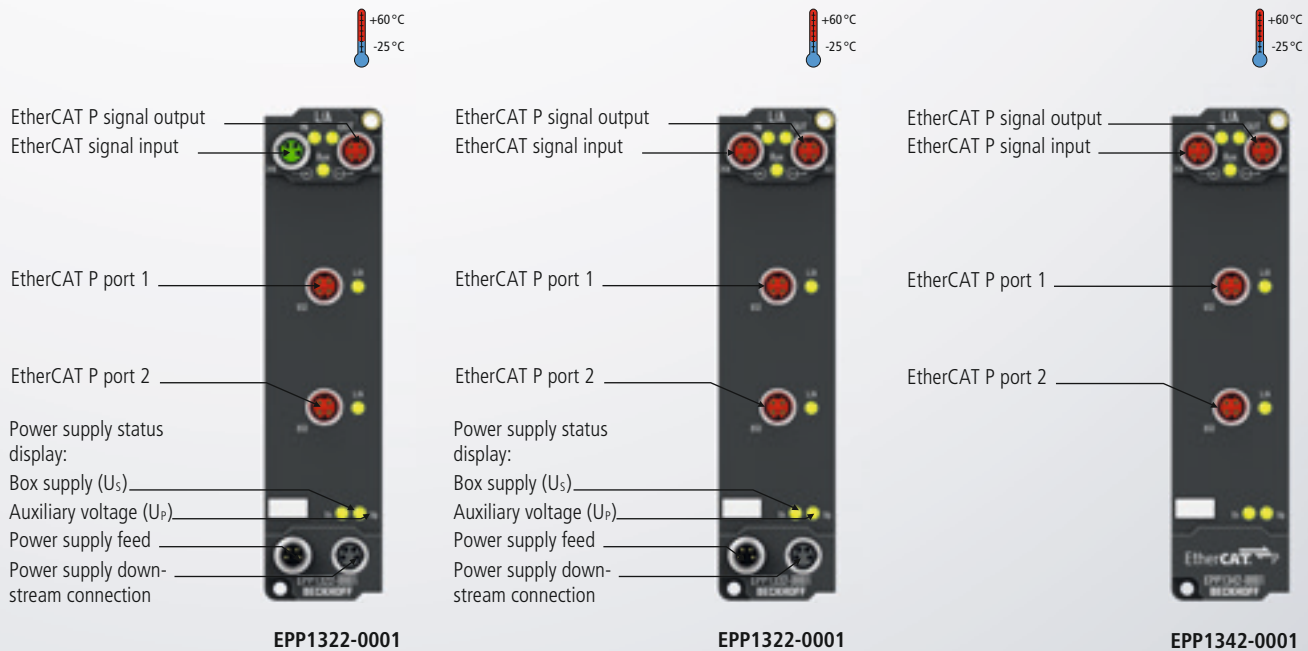 +60 °C
-25 °C
EtherCAT P signal output
EtherCAT signal input
EtherCAT P port 1
EtherCAT P port 2
Power supply status
display:
Box supply (Us)
Auxiliary voltage (UP)
Power supply feed
Power supply down-
stream connection
L/A
BECKHOFF
EPP1322-0001
+60 °C
-25 °C
EtherCAT P signal output
EtherCAT signal input
EtherCAT P port 1
EtherCAT P port 2
Power supply status
display:
Box supply (Us)
Auxiliary voltage (UP)
Power supply feed
Power supply down-
stream connection
L/A
BECKHOFF
EPP1322-0001
+60 °C
-25 °C
EtherCAT P signal output
EtherCAT P signal input
EtherCAT P port 1
EtherCAT P port 2
L/A
EtherCAT
EPP1342-0001
BECKHOFF
EPP1342-0001